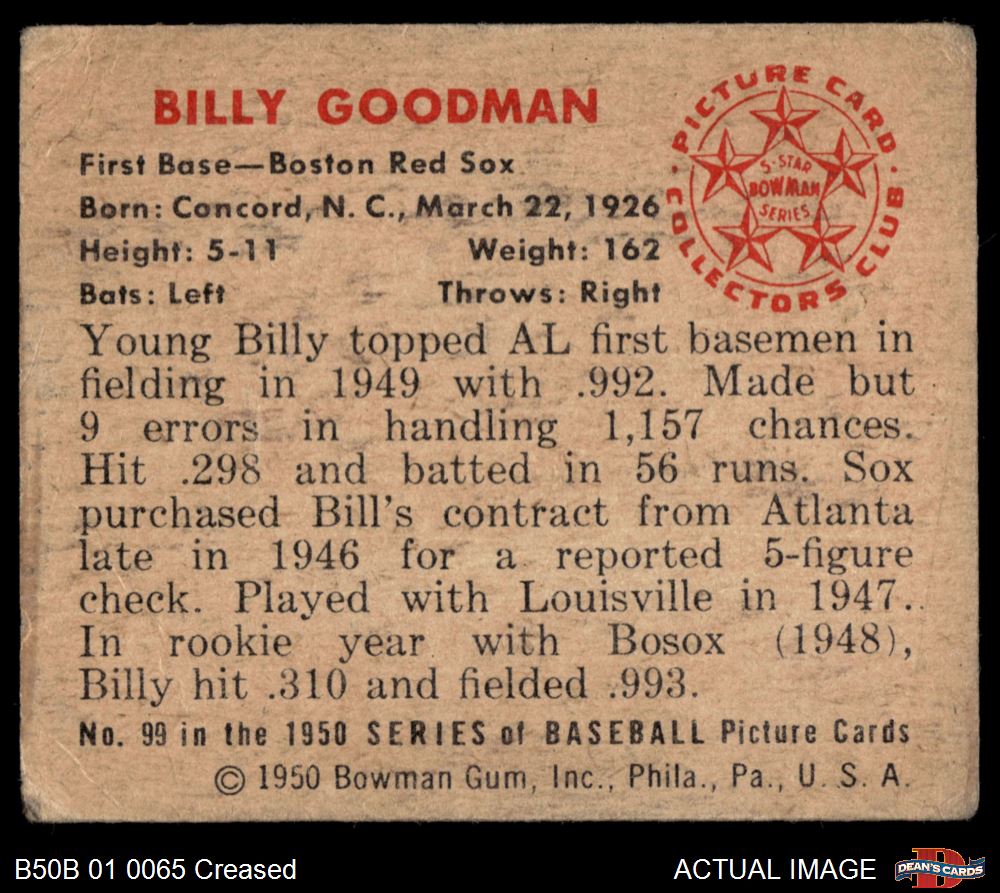 BILLY GOODMAN
First Base—Boston Red Sox
Born: Concord, N. C., March 22, 1926
Height: 5-11 Weight: 162
Bats: Left Throws: Right
PICTURE CARD
COLLECTORS CLUB
5-STAR
BOWMAN
SERIES
Young Billy topped AL first basemen in
fielding in 1949 with .992. Made but
9 errors in handling 1,157 chances.
Hit .298 and batted in 56 runs. Sox
purchased Bill's contract from Atlanta
late in 1946 for a reported 5-figure
check. Played with Louisville in 1947.
In rookie year with Bosox (1948),
Billy hit .310 and fielded .993.
No. 99 in the 1950 SERIES of BASEBALL Picture Cards
© 1950 Bowman Gum, Inc., Phila., Pa., U. S. A.
B50B 01 0065 Creased
ACTUAL IMAGE
D
DEAN'S CARDS